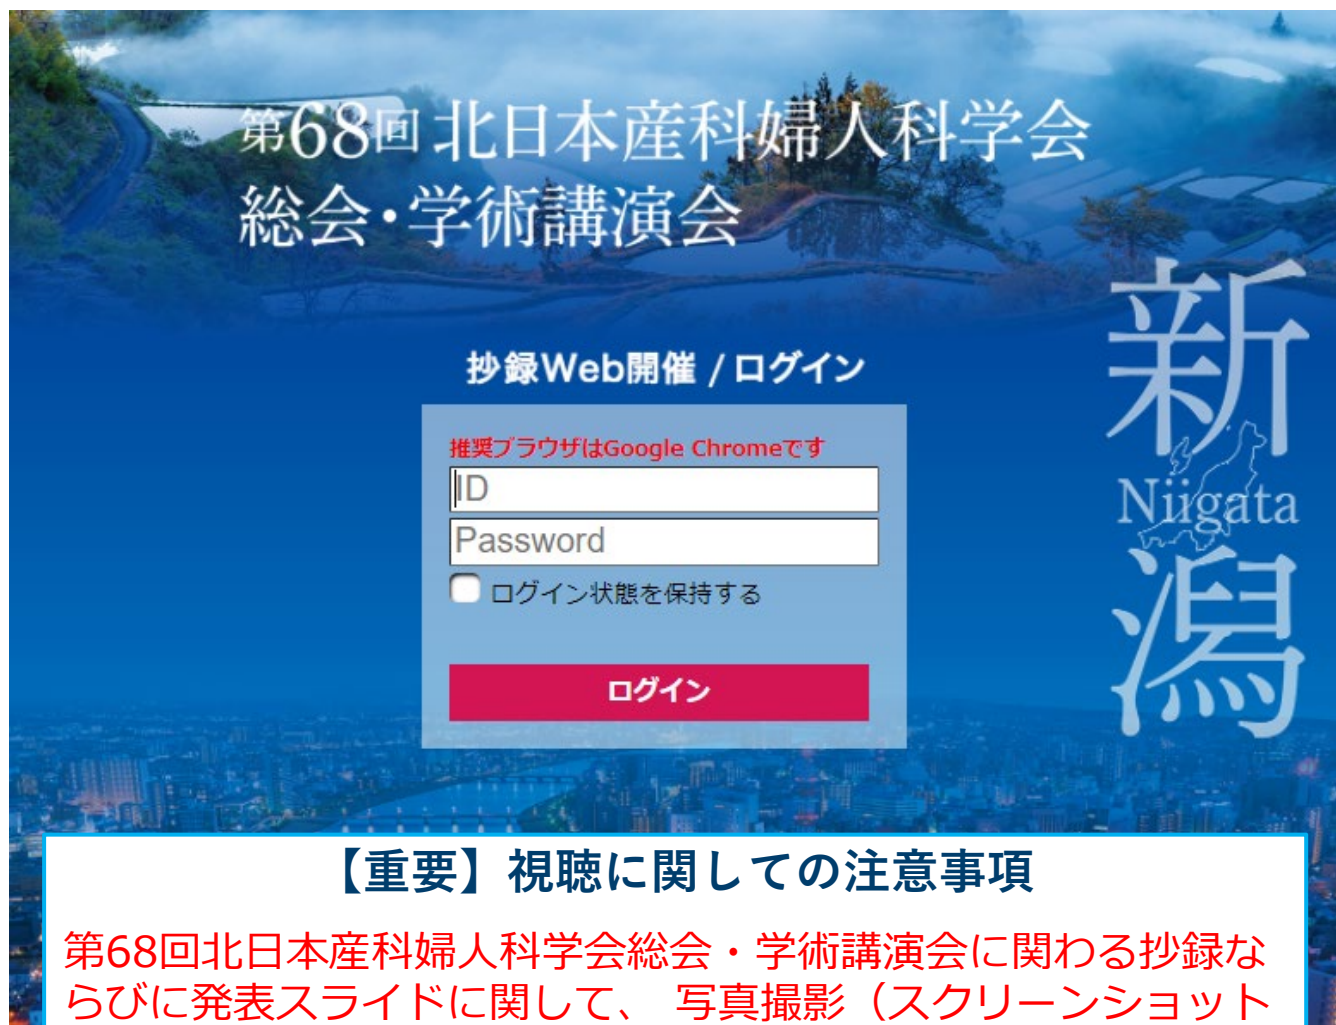 第68回 北日本産科婦人科学会
総会・学術講演会
新
Niigata
潟
抄録Web開催 / ログイン
推奨ブラウザはGoogle Chromeです
ID
Password
ログイン状態を保持する
ログイン
【重要】視聴に関しての注意事項
第68回北日本産科婦人科学会総会・学術講演会に関わる抄録な
らびに発表スライドに関して、 写真撮影（スクリーンショット